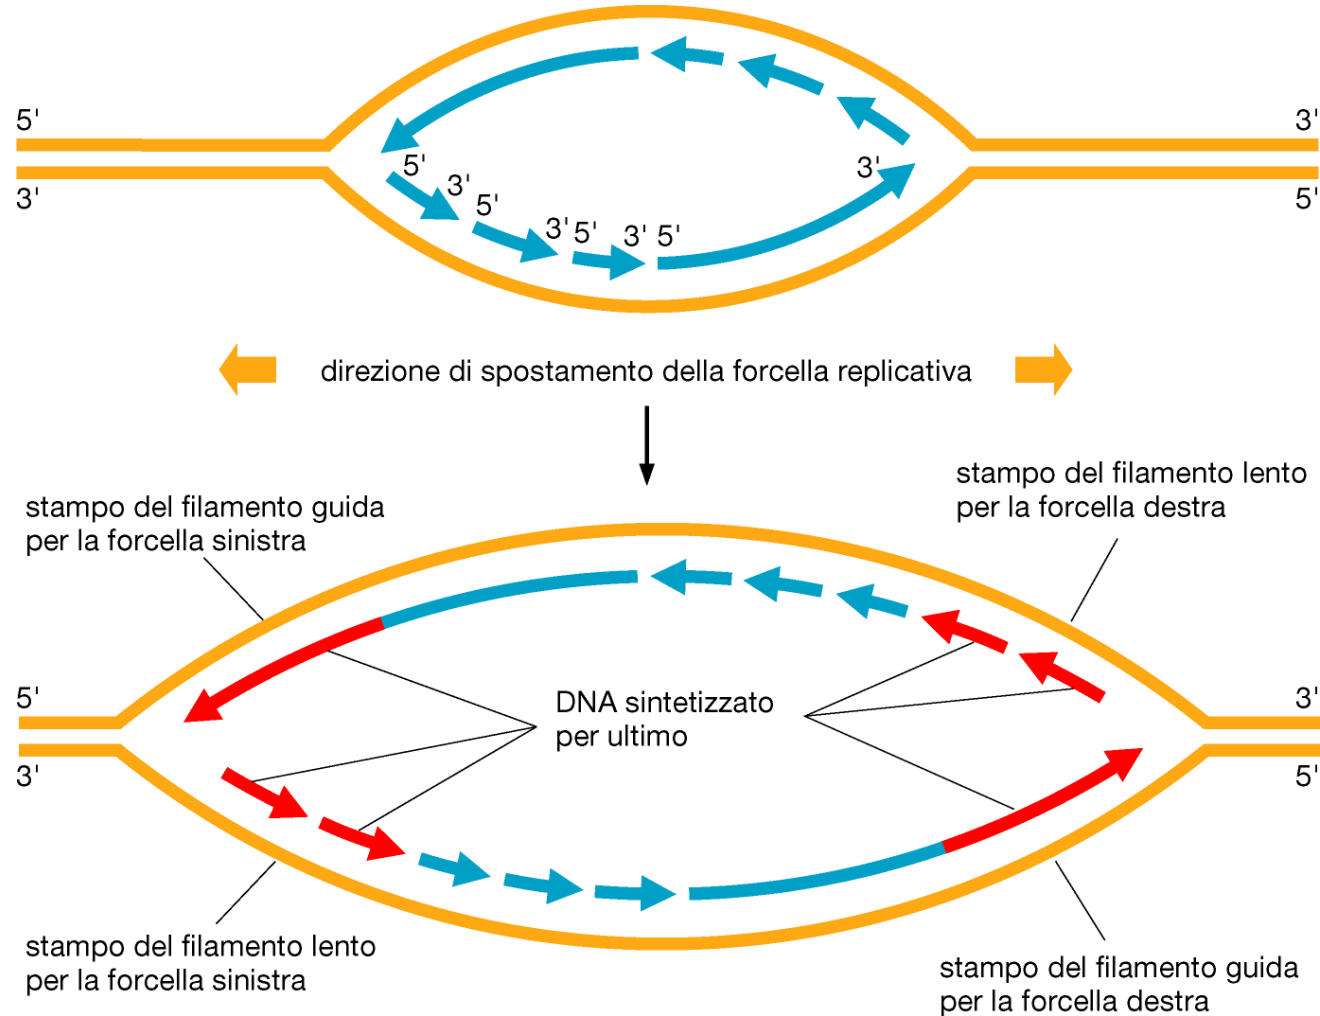 5'
3'
3'
5'
5'
3'
5'
3'
5'
3'
5'
3'
direzione di spostamento della forcella replicativa
stampo del filamento guida
per la forcella sinistra
stampo del filamento lento
per la forcella destra
5'
3'
DNA sintetizzato
per ultimo
3'
5'
stampo del filamento lento
per la forcella sinistra
stampo del filamento guida
per la forcella destra